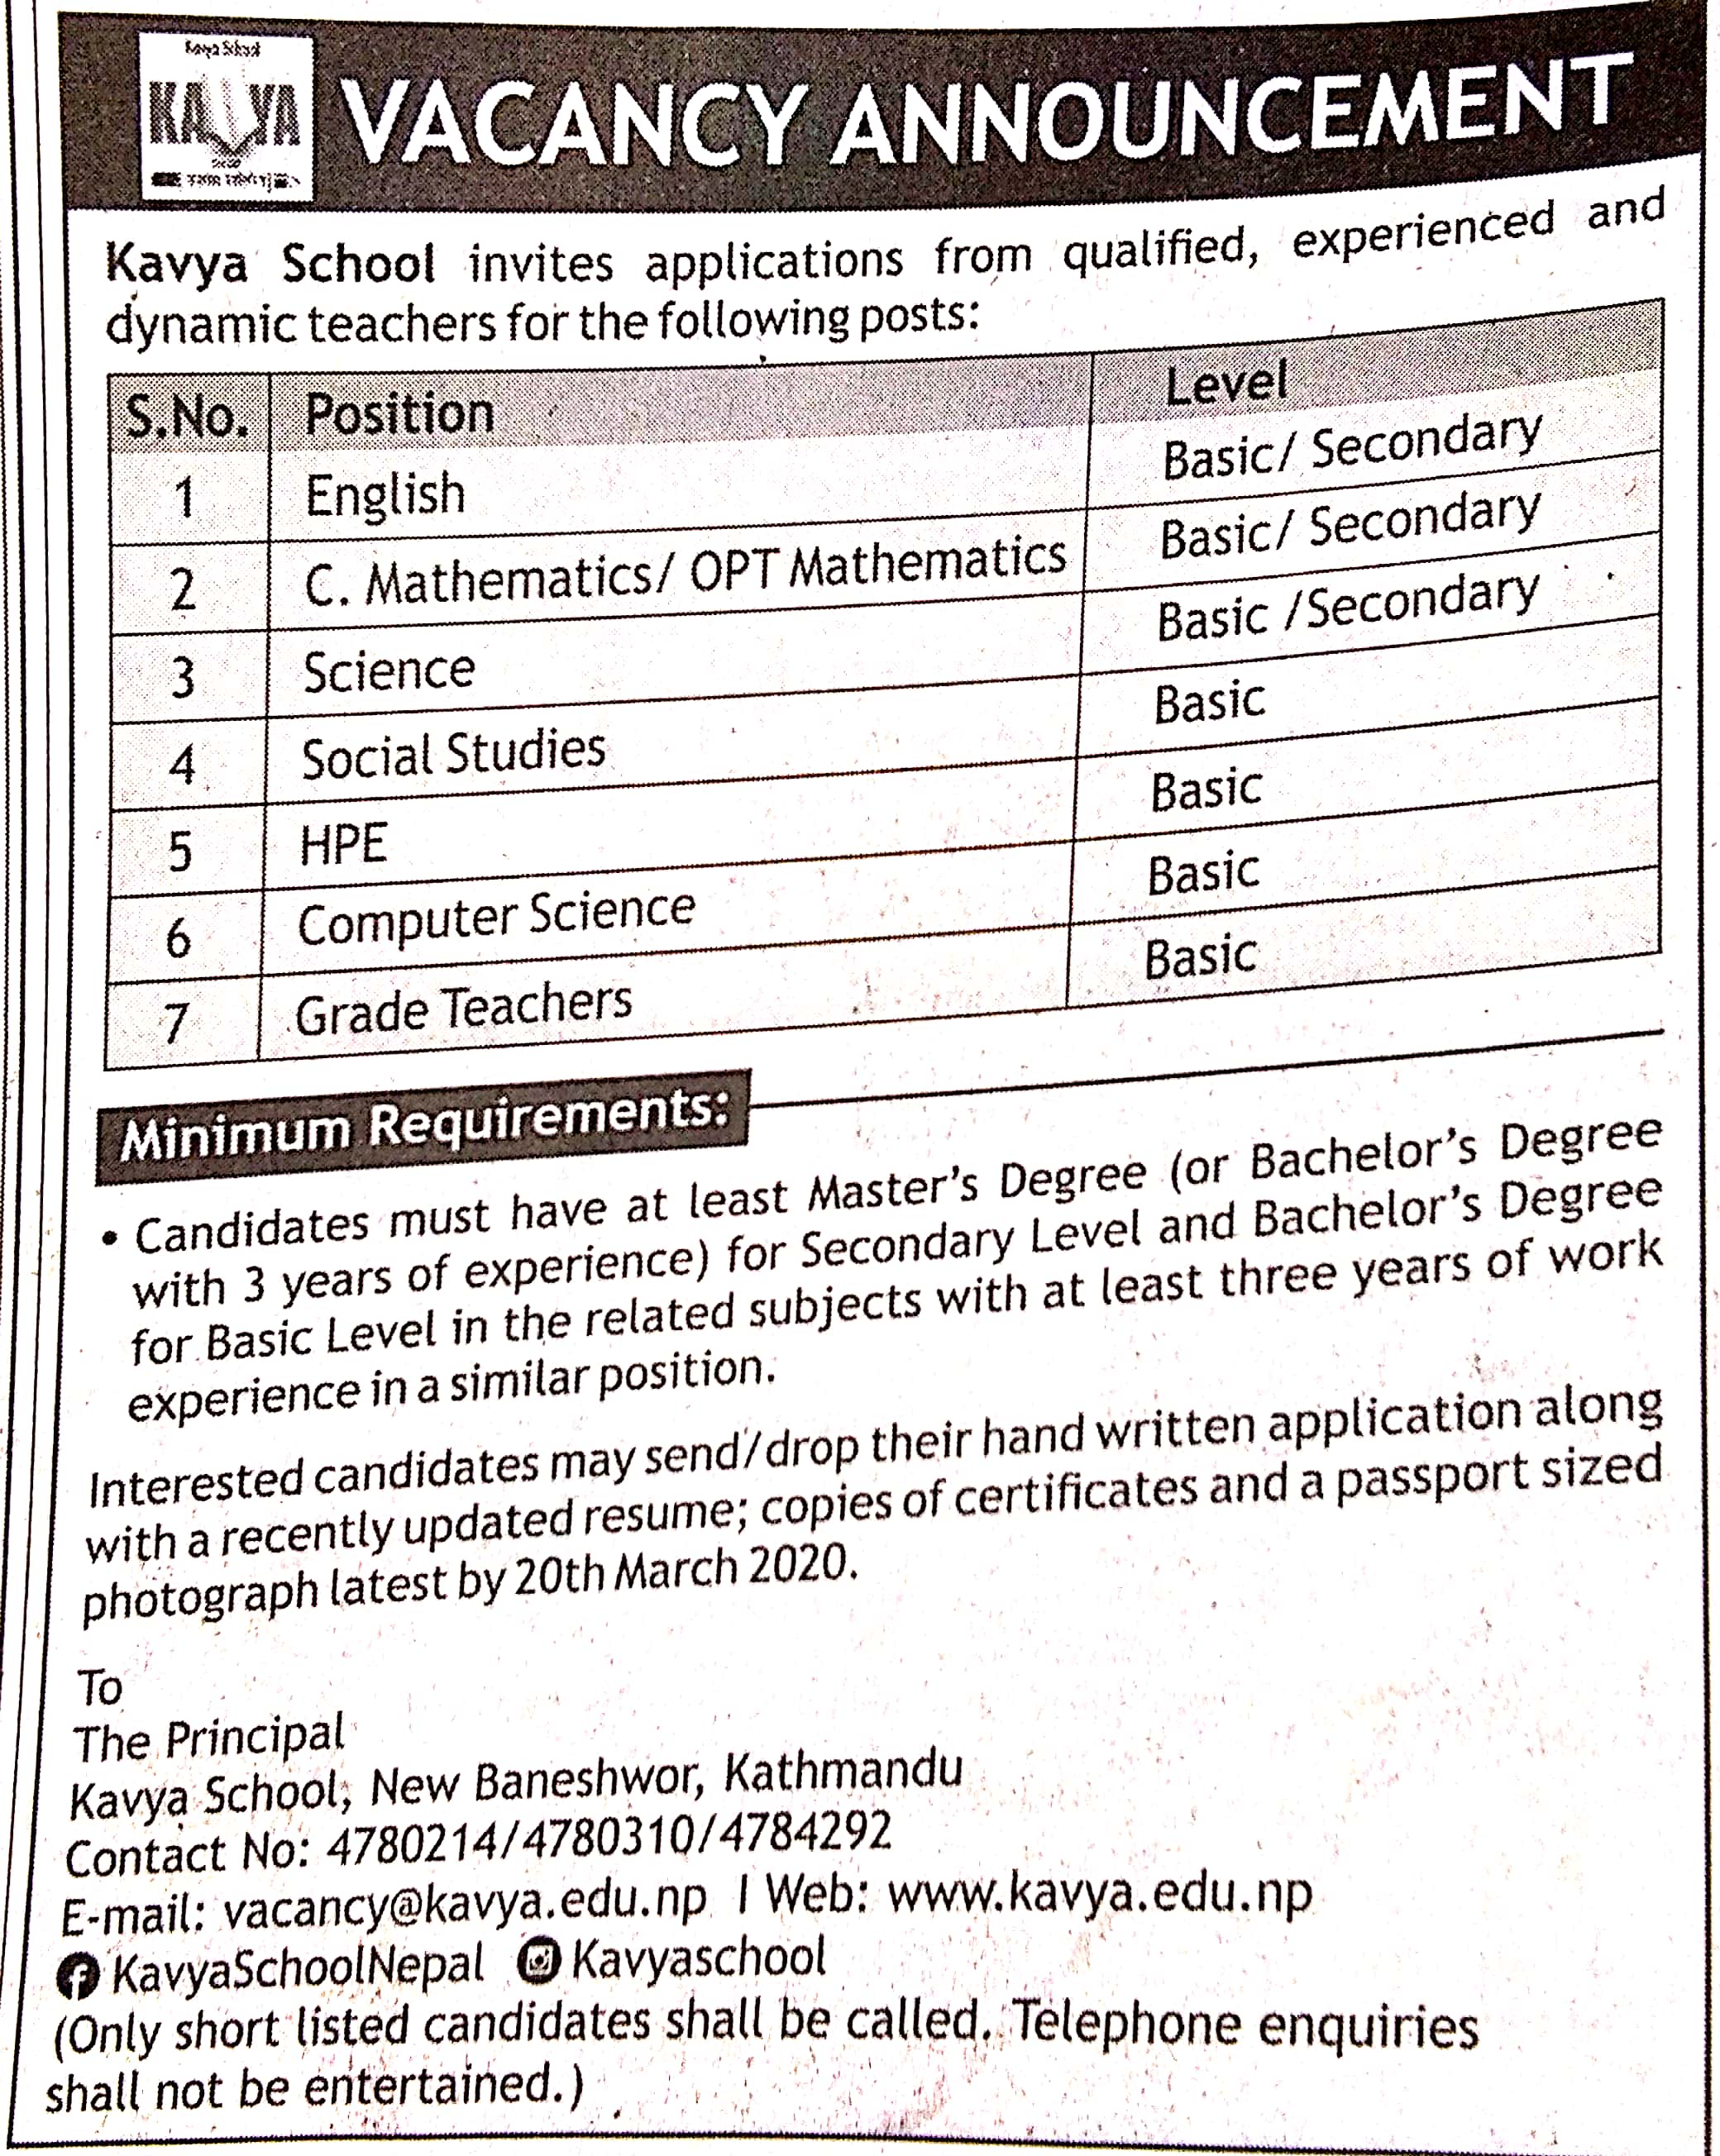 Kavya School
KAVYA
VACANCY ANNOUNCEMENT
Kavya School invites applications from qualified, experienced and
dynamic teachers for the following posts:
S.No. Position Level
1 English Basic/ Secondary
2 C. Mathematics/ OPT Mathematics Basic/ Secondary
3 Science Basic /Secondary
4 Social Studies Basic
5 HPE Basic
6 Computer Science Basic
7 Grade Teachers Basic
Minimum Requirements:
• Candidates must have at least Master's Degree (or Bachelor's Degree
with 3 years of experience) for Secondary Level and Bachelor's Degree
for Basic Level in the related subjects with at least three years of work
experience in a similar position.
Interested candidates may send/drop their hand written application along
with a recently updated resume; copies of certificates and a passport sized
photograph latest by 20th March 2020.
To
The Principal
Kavya School, New Baneshwor, Kathmandu
Contact No: 4780214/4780310/4784292
E-mail: vacancy@kavya.edu.np I Web: www.kavya.edu.np
KavyaSchoolNepal Kavyaschool
(Only short listed candidates shall be called. Telephone enquiries
shall not be entertained.)